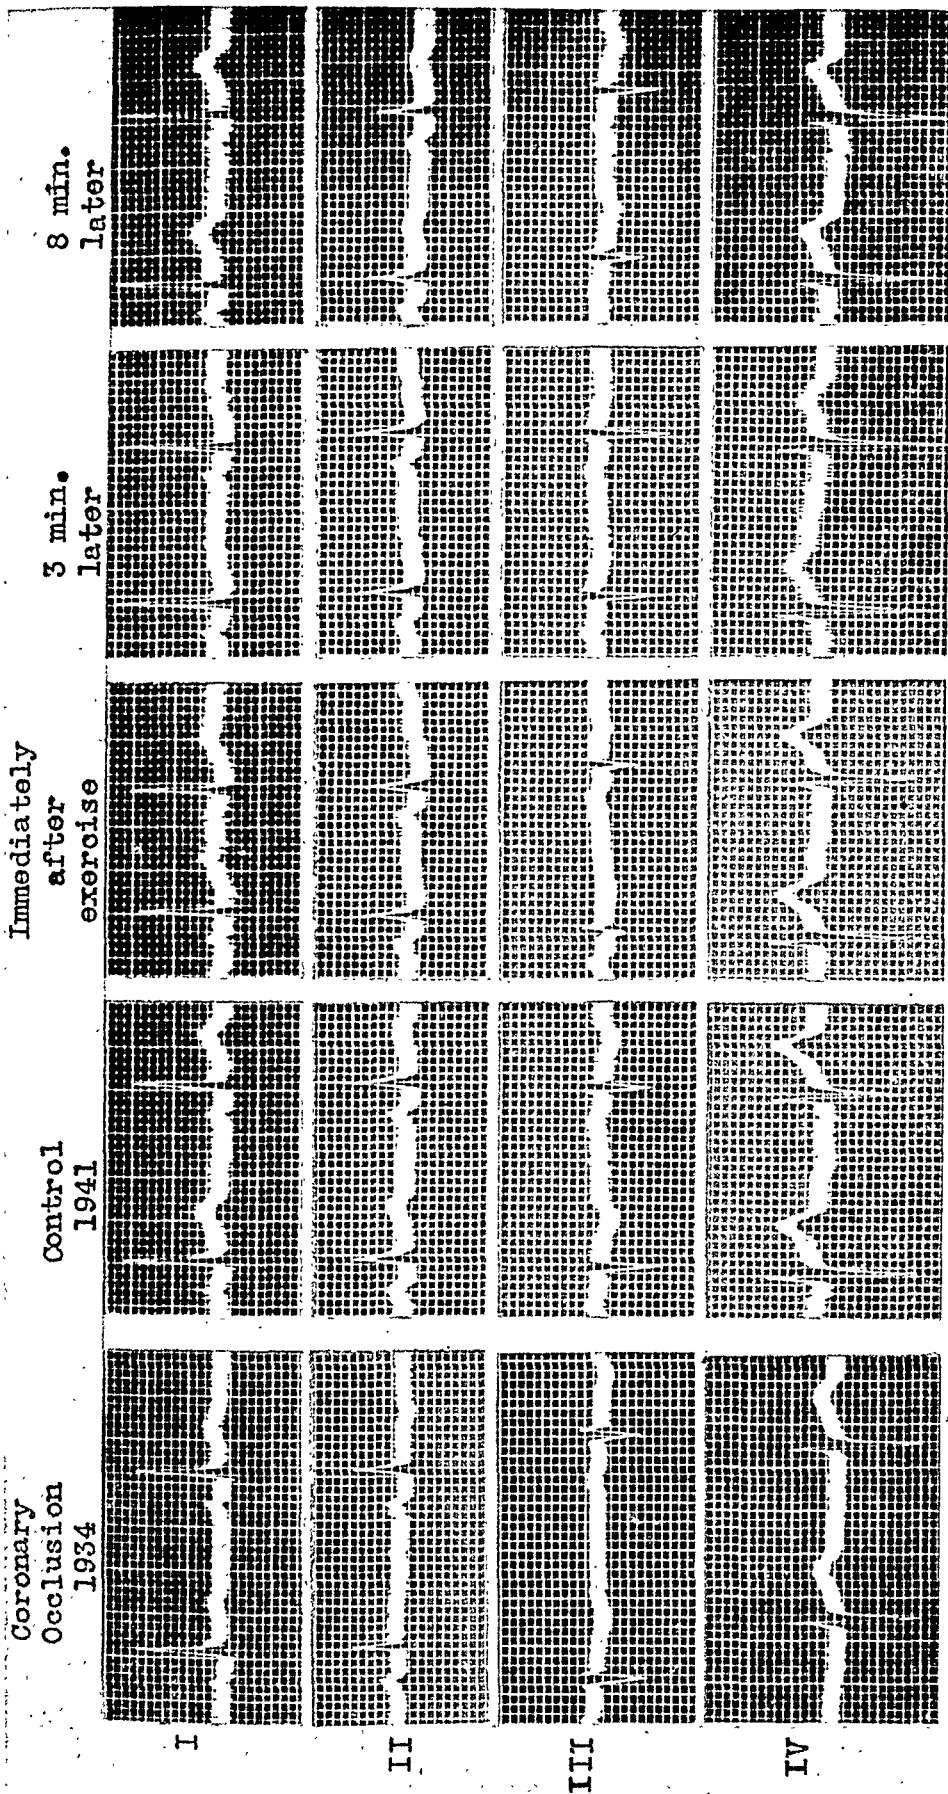 Coronary
Occlusion
1934
Control
1941
Immediately
after
exercise
3 min.
later
8 min.
later
I
II
III
IV